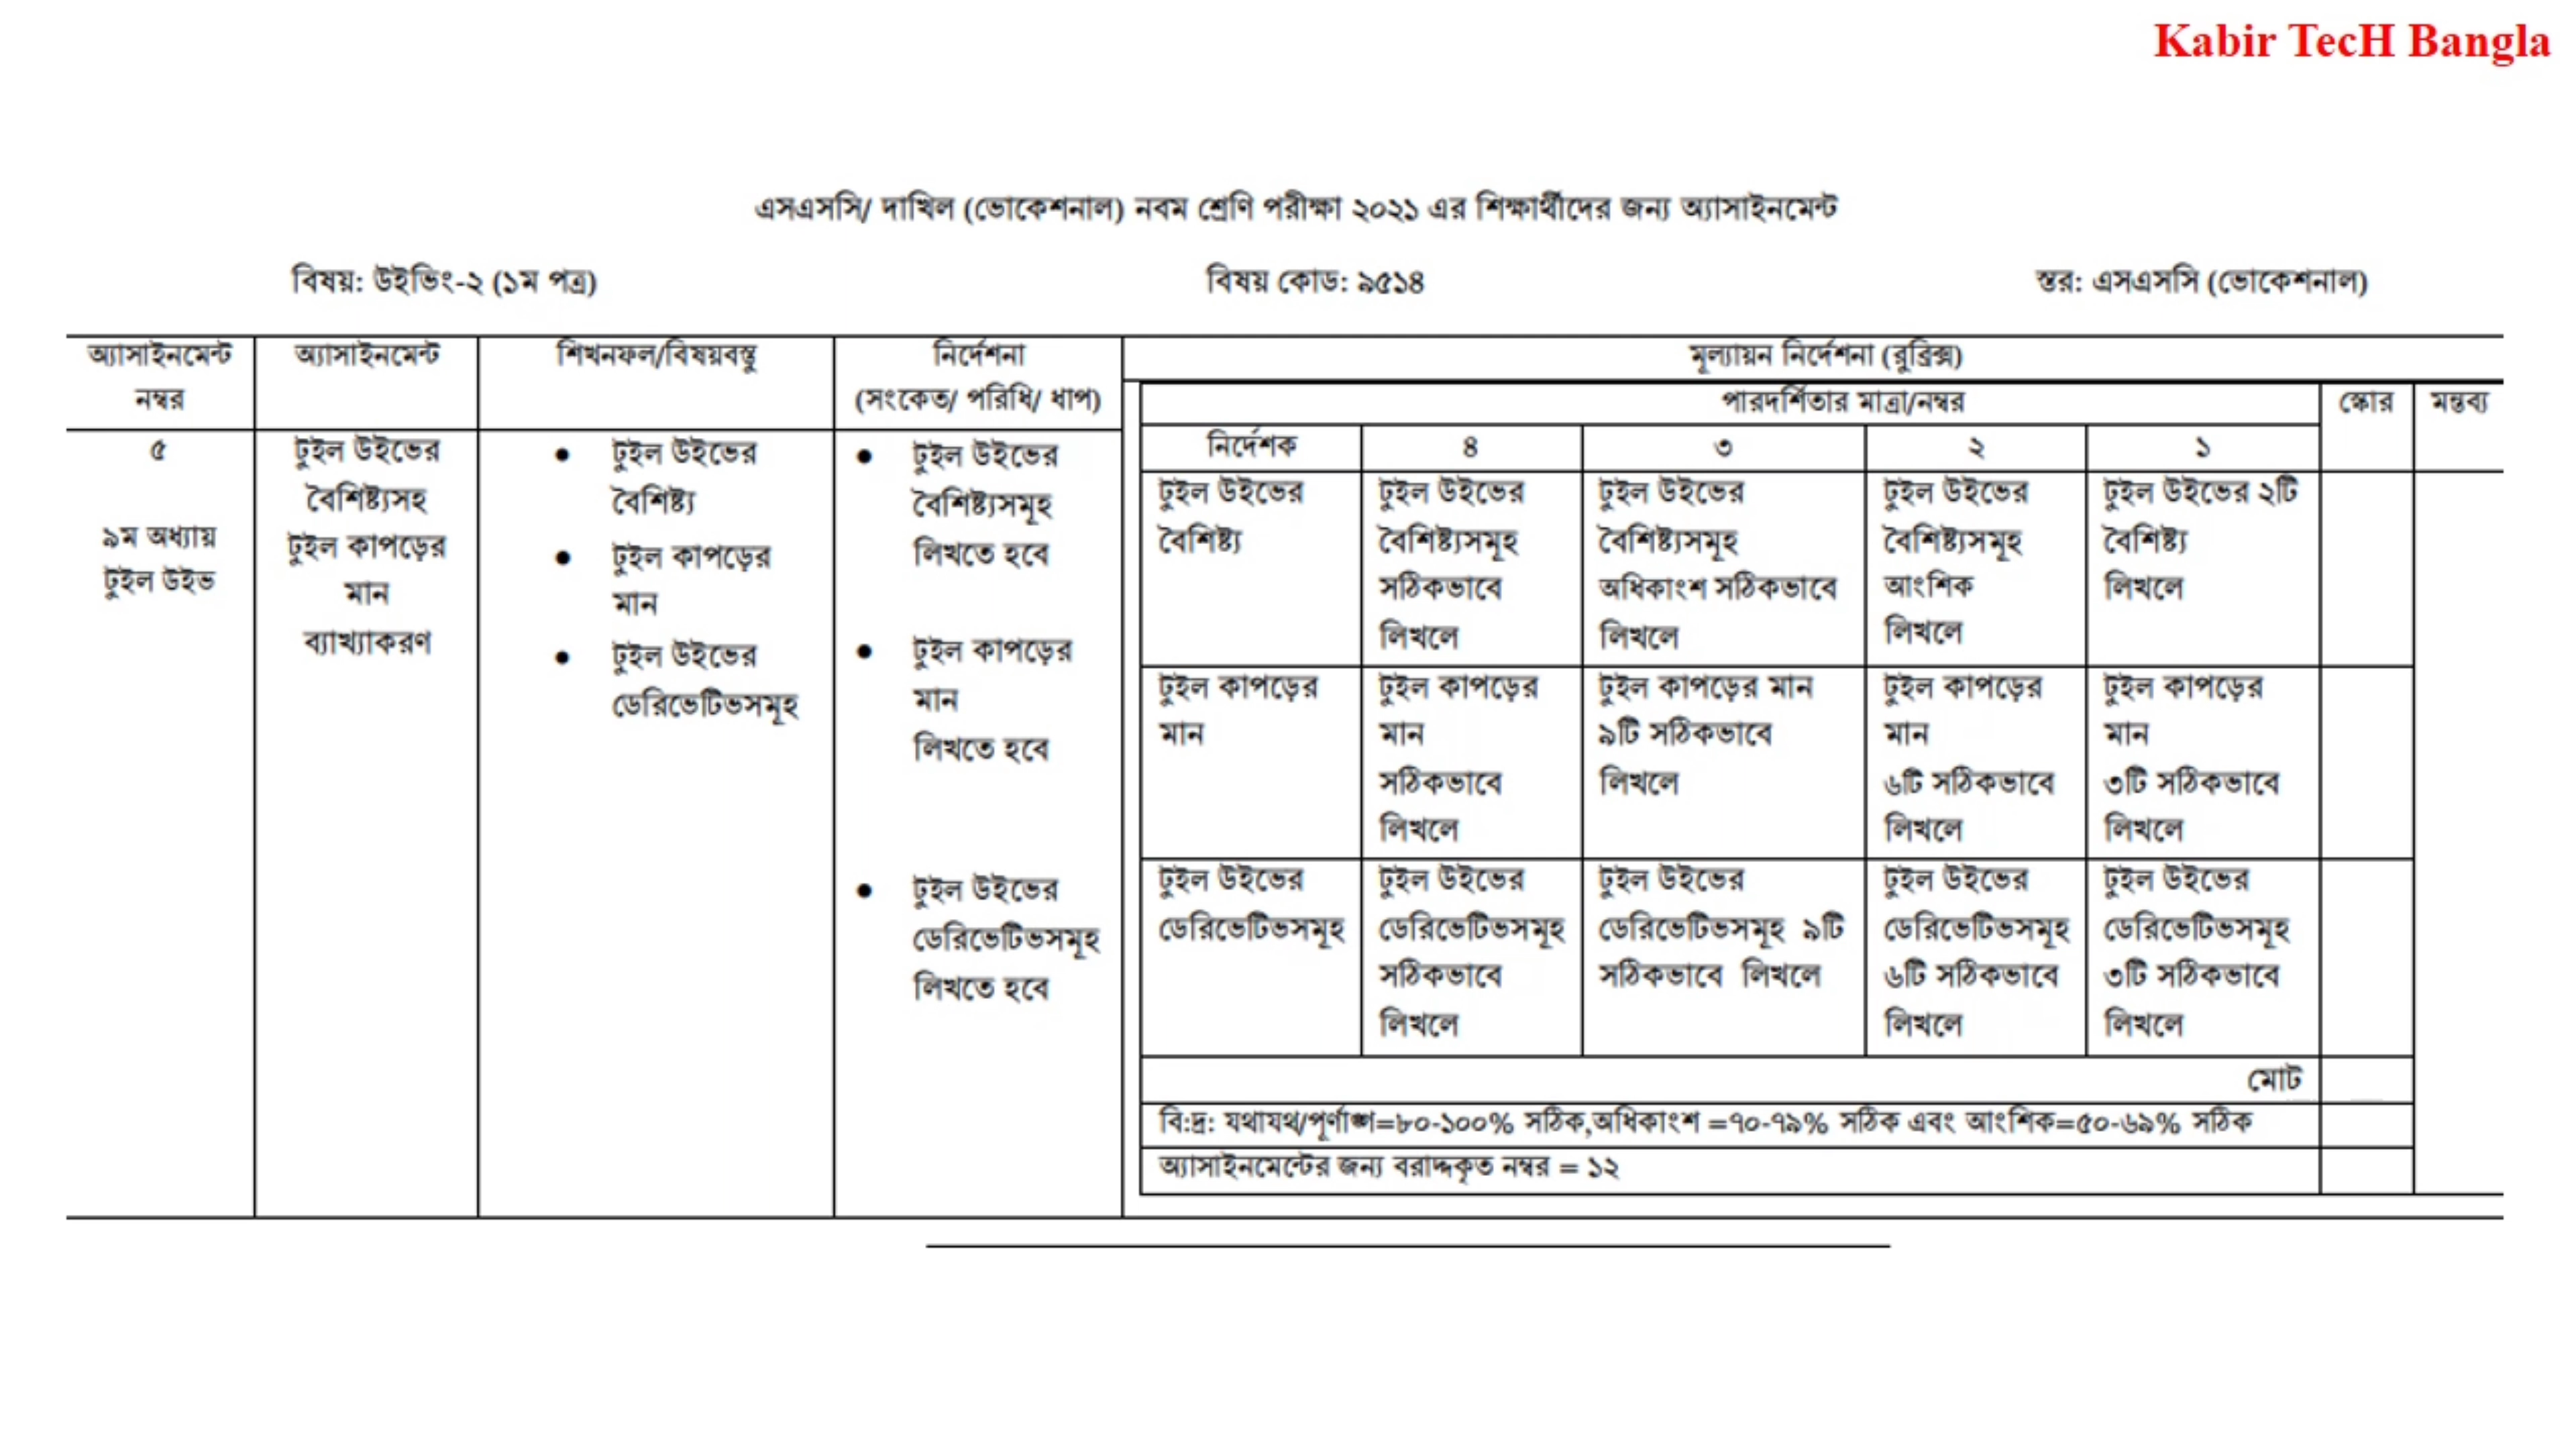 Kabir TecH Bangla
এসএসসি/ দাখিল (ভোকেশনাল) নবম শ্রেণি পরীক্ষা ২০২১ এর শিক্ষার্থীদের জন্য অ্যাসাইনমেন্ট
বিষয়: উইভিং-২ (১ম পত্র) বিষয় কোড: ৯৫১৪ স্তর: এসএসসি (ভোকেশনাল)
অ্যাসাইনমেন্ট
নম্বর
অ্যাসাইনমেন্ট
শিখনফল/বিষয়বস্তু
নির্দেশনা
(সংকেত/ পরিধি/ ধাপ)
মূল্যায়ন নির্দেশনা (রুব্রিক্স)
পারদর্শিতার মাত্রা/নম্বর
স্কোর
মন্তব্য
নির্দেশক ৪ ৩ ২ ১
৫
৯ম অধ্যায়
টুইল উইভ
টুইল উইভের
বৈশিষ্ট্যসহ
টুইল কাপড়ের
মান
ব্যাখ্যাকরণ
● টুইল উইভের
বৈশিষ্ট্য
● টুইল কাপড়ের
মান
● টুইল উইভের
ডেরিভেটিভসমূহ
● টুইল উইভের
বৈশিষ্ট্যসমূহ
লিখতে হবে
● টুইল কাপড়ের
মান
লিখতে হবে
● টুইল উইভের
ডেরিভেটিভসমূহ
লিখতে হবে
টুইল উইভের
বৈশিষ্ট্য
টুইল উইভের
বৈশিষ্ট্যসমূহ
সঠিকভাবে
লিখলে
টুইল উইভের
বৈশিষ্ট্যসমূহ
অধিকাংশ সঠিকভাবে
লিখলে
টুইল উইভের
বৈশিষ্ট্যসমূহ
আংশিক
লিখলে
টুইল উইভের ২টি
বৈশিষ্ট্য
লিখলে
টুইল কাপড়ের
মান
টুইল কাপড়ের
মান
সঠিকভাবে
লিখলে
টুইল কাপড়ের মান
৯টি সঠিকভাবে
লিখলে
টুইল কাপড়ের
মান
৬টি সঠিকভাবে
লিখলে
টুইল কাপড়ের
মান
৩টি সঠিকভাবে
লিখলে
টুইল উইভের
ডেরিভেটিভসমূহ
টুইল উইভের
ডেরিভেটিভসমূহ
সঠিকভাবে
লিখলে
টুইল উইভের
ডেরিভেটিভসমূহ ৯টি
সঠিকভাবে লিখলে
টুইল উইভের
ডেরিভেটিভসমূহ
৬টি সঠিকভাবে
লিখলে
টুইল উইভের
ডেরিভেটিভসমূহ
৩টি সঠিকভাবে
লিখলে
মোট
বি:দ্র: যথাযথ/পূর্ণাঙ্গ=৮০-১০০% সঠিক,অধিকাংশ =৭০-৭৯% সঠিক এবং আংশিক=৫০-৬৯% সঠিক
অ্যাসাইনমেন্টের জন্য বরাদ্দকৃত নম্বর = ১২